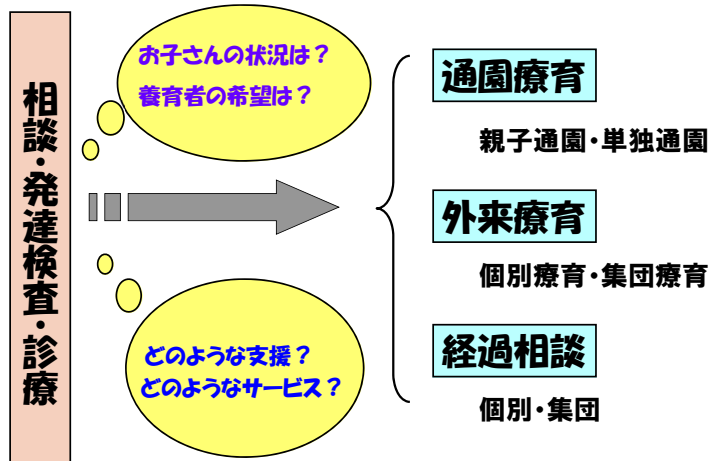 相談・発達検査・診療
お子さんの状況は？
養育者の希望は？
どのような支援？
どのようなサービス？
通園療育
親子通園・単独通園
外来療育
個別療育・集団療育
経過相談
個別・集団